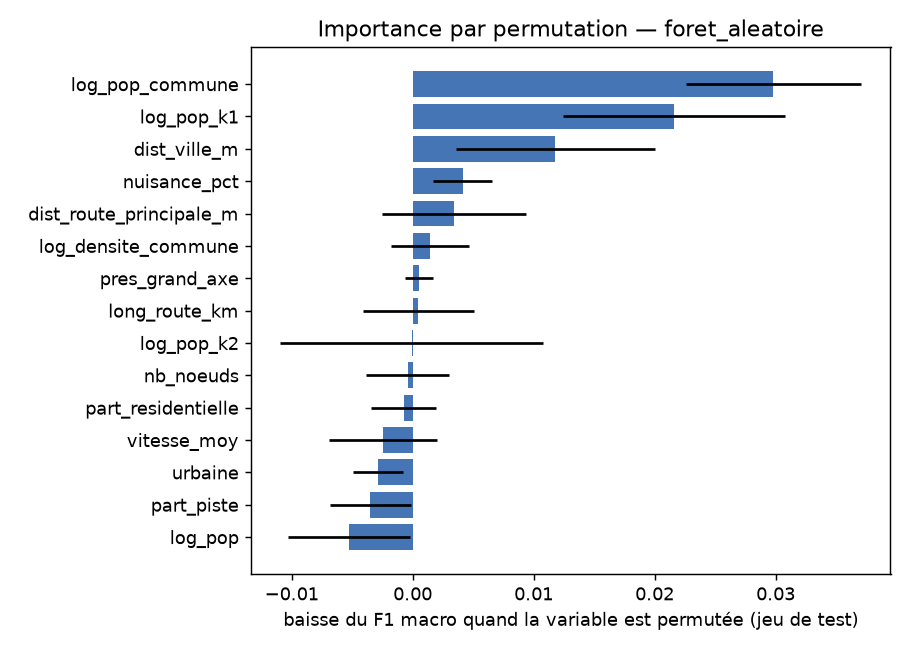 Importance par permutation — foret_aleatoire
log_pop_commune
log_pop_k1
dist_ville_m
nuisance_pct
dist_route_principale_m
log_densite_commune
pres_grand_axe
long_route_km
log_pop_k2
nb_noeuds
part_residentielle
vitesse_moy
urbaine
part_piste
log_pop
−0.01 0.00 0.01 0.02 0.03
baisse du F1 macro quand la variable est permutée (jeu de test)